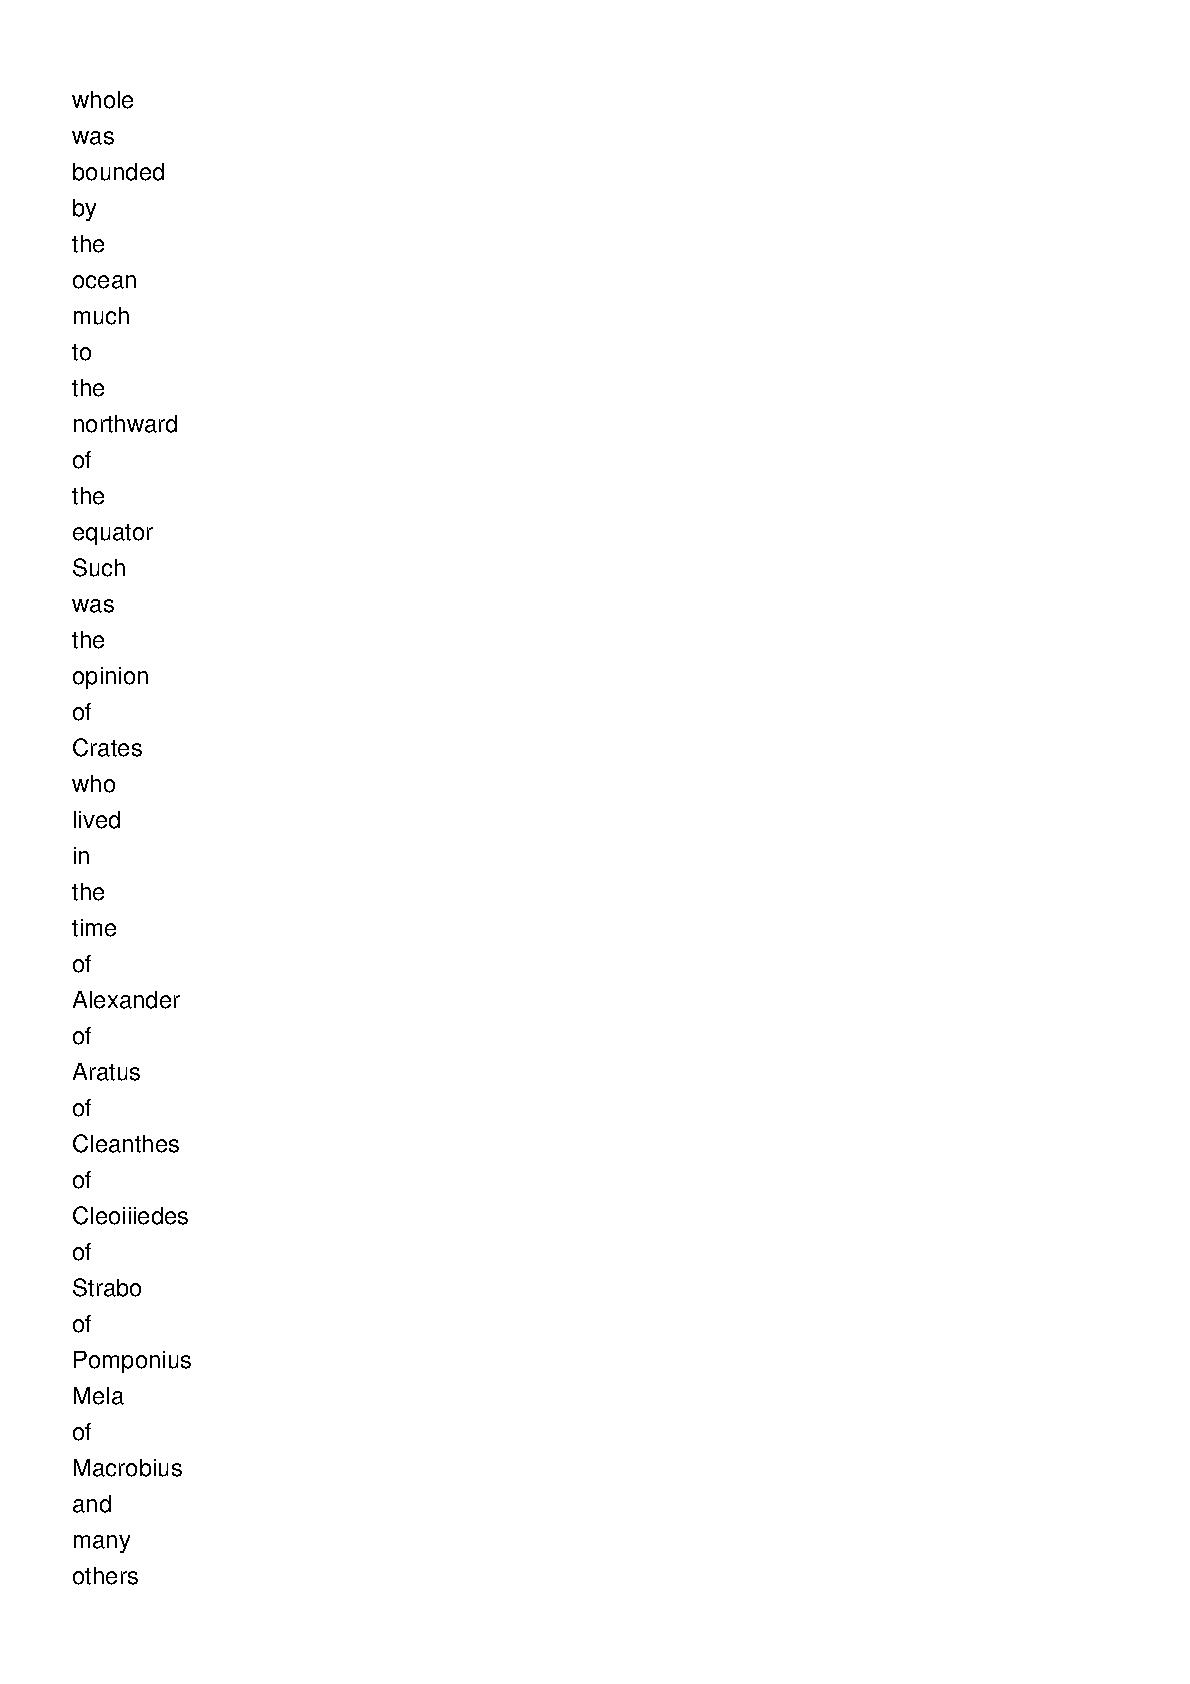 whole
was
bounded
by
the
ocean
much
to
the
northward
of
the
equator
Such
was
the
opinion
of
Crates
who
lived
in
the
time
of
Alexander
of
Aratus
of
Cleanthes
of
Cleoiiiedes
of
Strabo
of
Pomponius
Mela
of
Macrobius
and
many
others